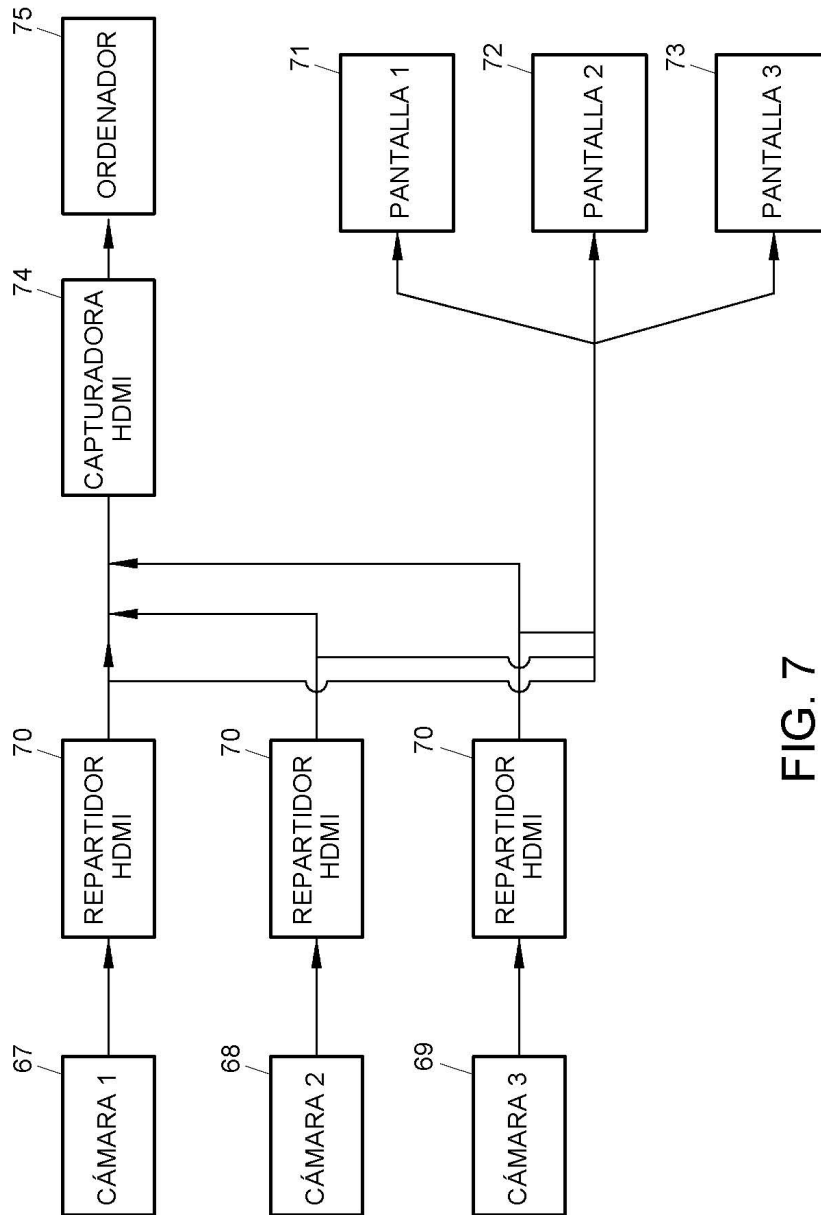 67
CÁMARA 1
70
REPARTIDOR
HDMI
74
CAPTURADORA
HDMI
75
ORDENADOR
68
CÁMARA 2
70
REPARTIDOR
HDMI
69
CÁMARA 3
70
REPARTIDOR
HDMI
71
PANTALLA 1
72
PANTALLA 2
73
PANTALLA 3
FIG. 7